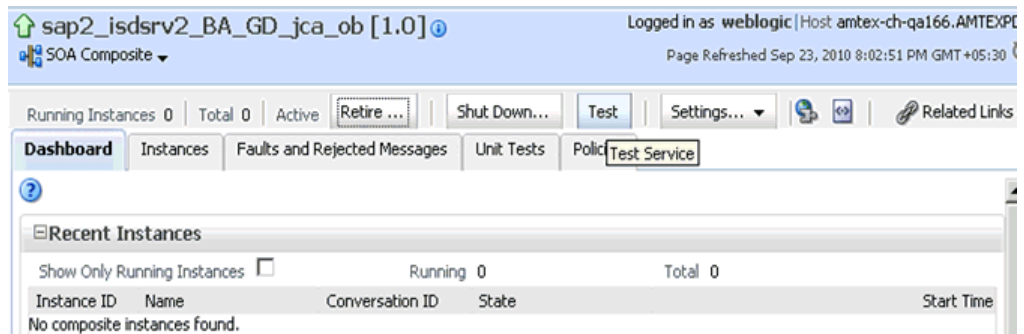 sap2_isdsrv2_BA_GD_jca_ob [1.0]
Logged in as weblogic|Host amtex-ch-qa166.AMTEXPD
SOA Composite
Page Refreshed Sep 23, 2010 8:02:51 PM GMT+05:30
Running Instances 0 | Total 0 | Active Retire ... Shut Down... Test Settings... Related Links
Dashboard Instances Faults and Rejected Messages Unit Tests Polici
Test Service
Recent Instances
Show Only Running Instances Running 0 Total 0
Instance ID Name Conversation ID State Start Time
No composite instances found.